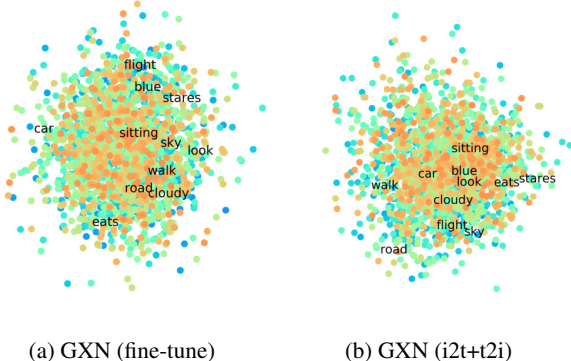 flight
blue
stares
car
sitting
sky
look
walk
road
cloudy
eats
sitting
car
blue
look
walk
eats
stares
cloudy
flight
sky
road
(a) GXN (fine-tune)
(b) GXN (i2t+t2i)